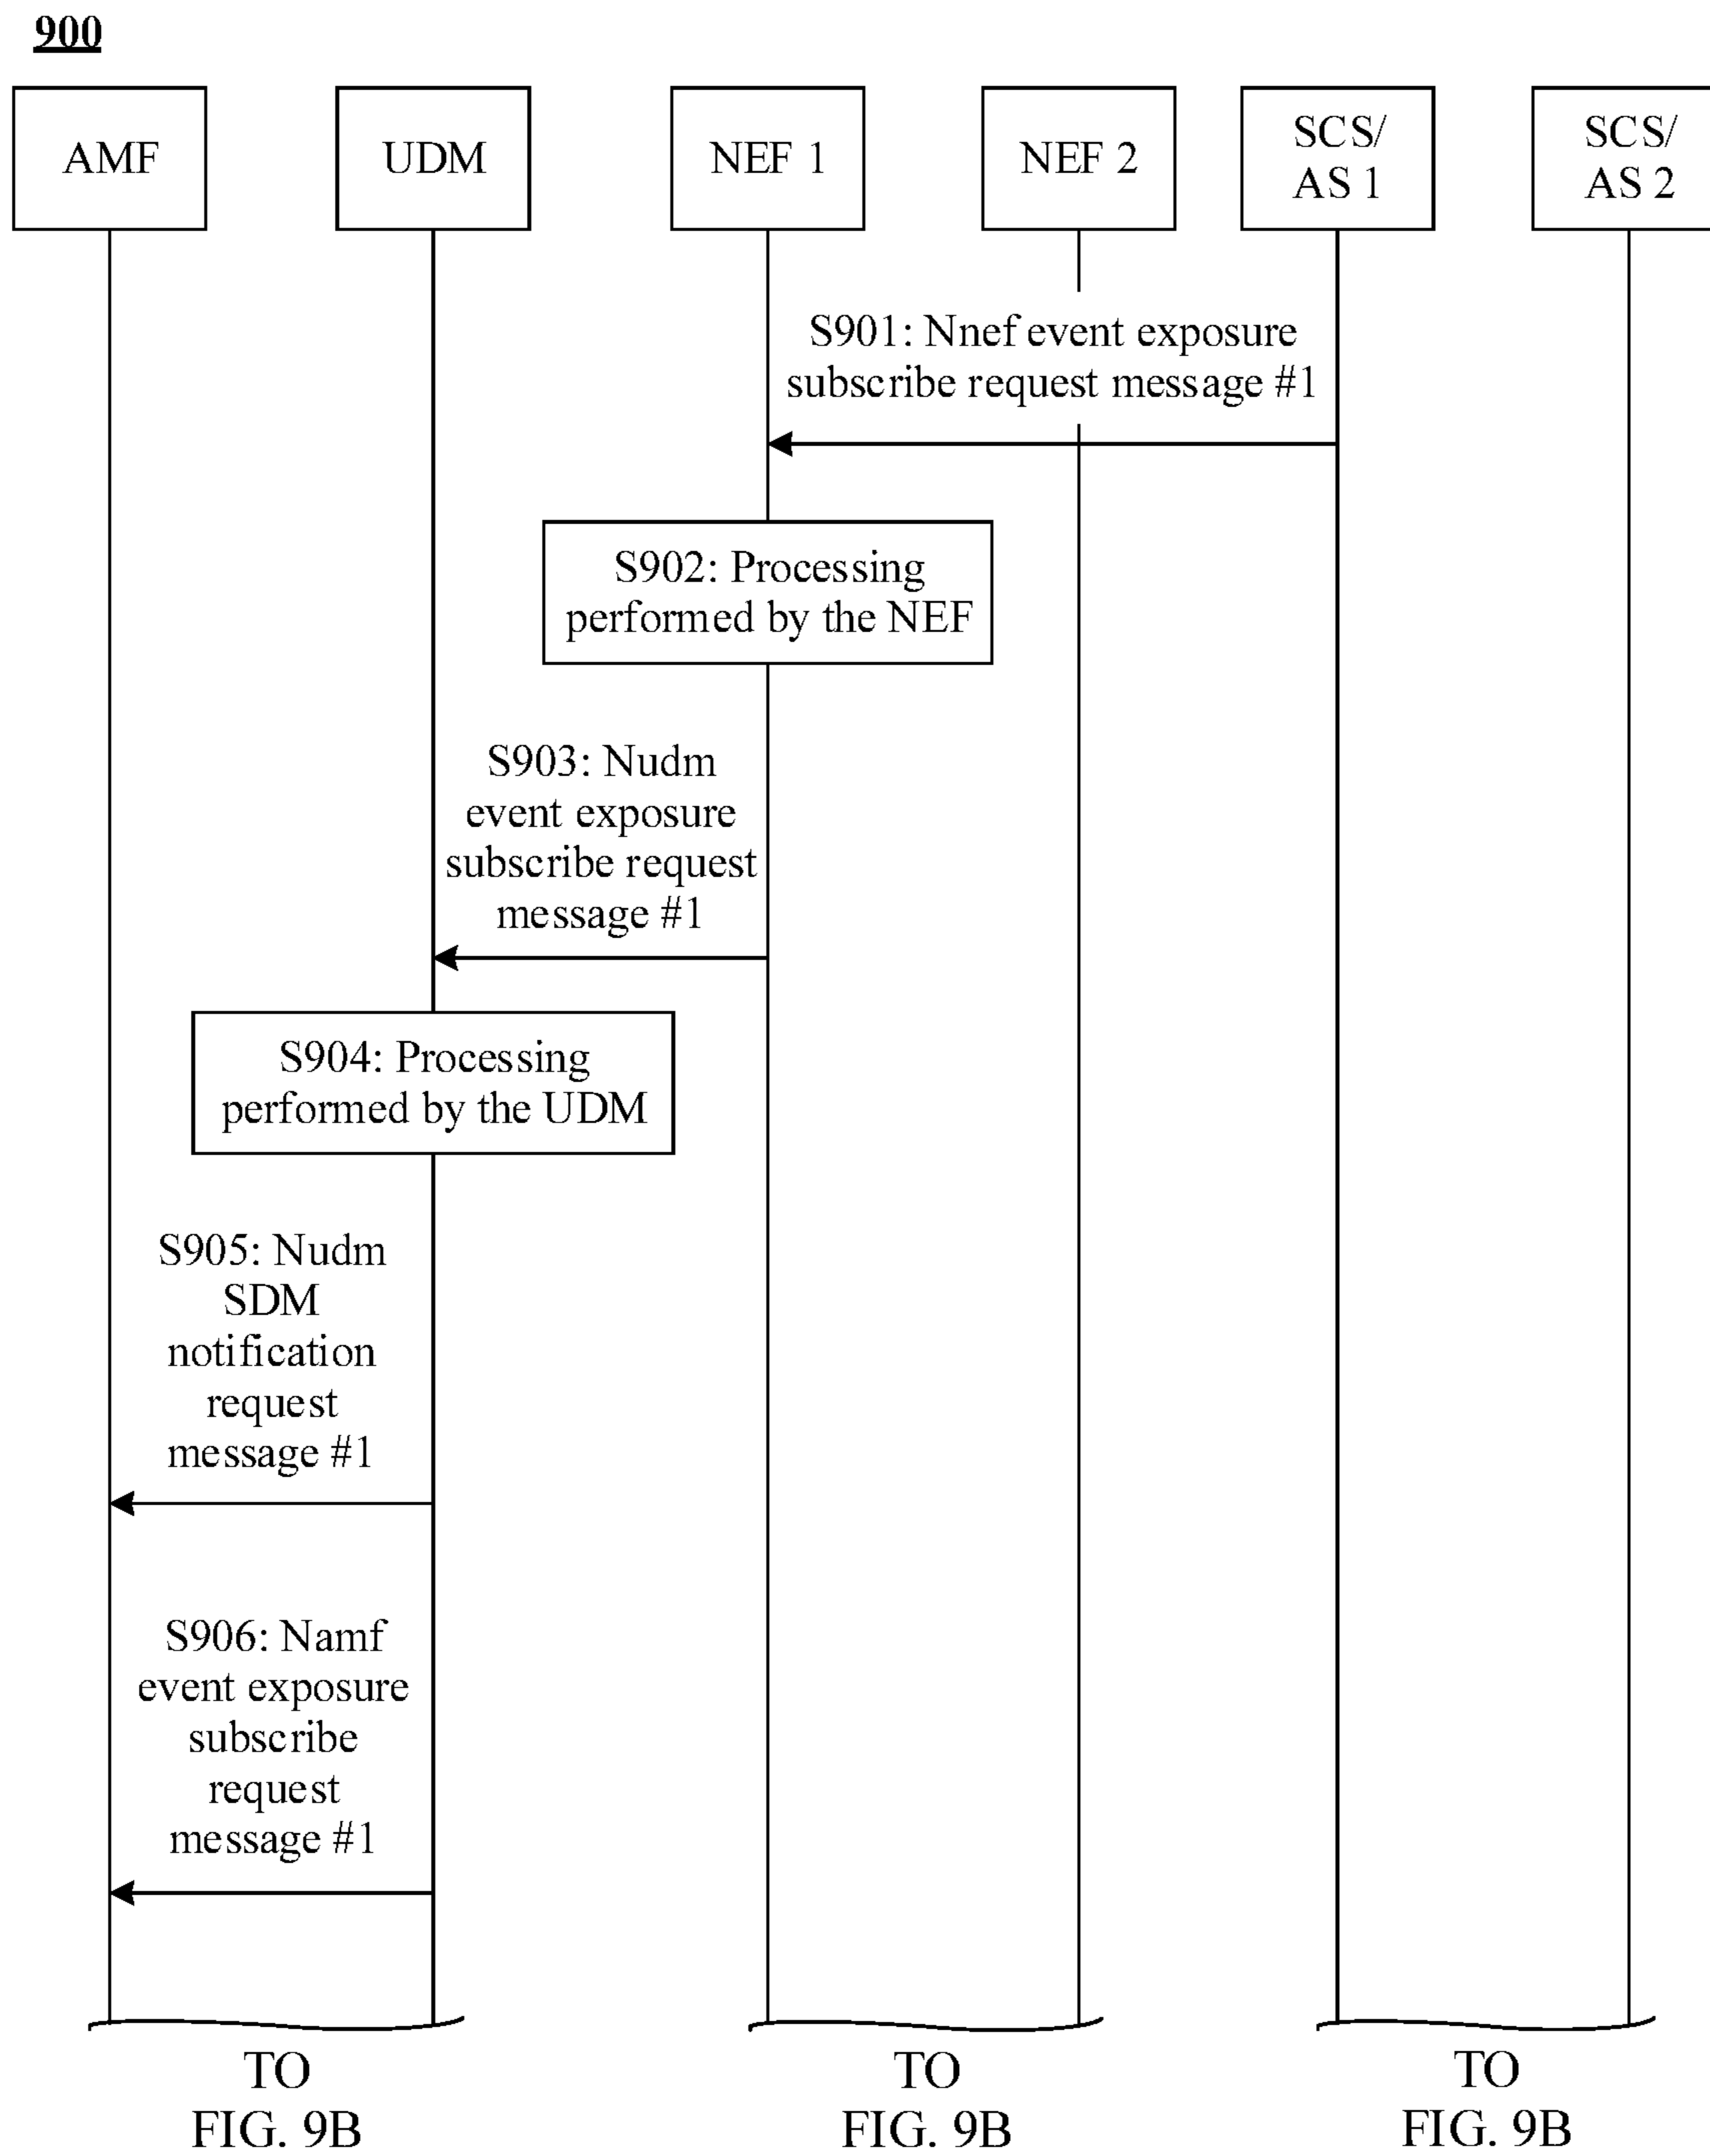 900
AMF
UDM
NEF 1
NEF 2
SCS/
AS 1
SCS/
AS 2
S901: Nnef event exposure
subscribe request message #1
S902: Processing
performed by the NEF
S903: Nudm
event exposure
subscribe request
message #1
S904: Processing
performed by the UDM
S905: Nudm
SDM
notification
request
message #1
S906: Namf
event exposure
subscribe
request
message #1
TO
FIG. 9B
TO
FIG. 9B
TO
FIG. 9B